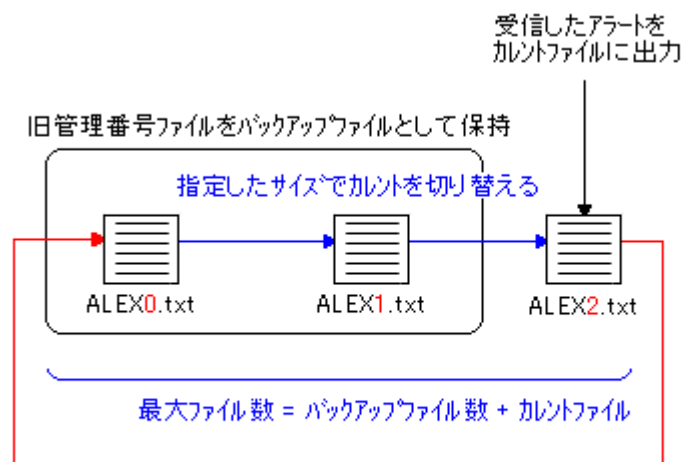 受信したアラートを
カレントファイルに出力
旧管理番号ファイルをバックアップファイルとして保持
指定したサイズでカレントを切り替える
ALEX0.txt
ALEX1.txt
ALEX2.txt
最大ファイル数 = バックアップファイル数 + カレントファイル